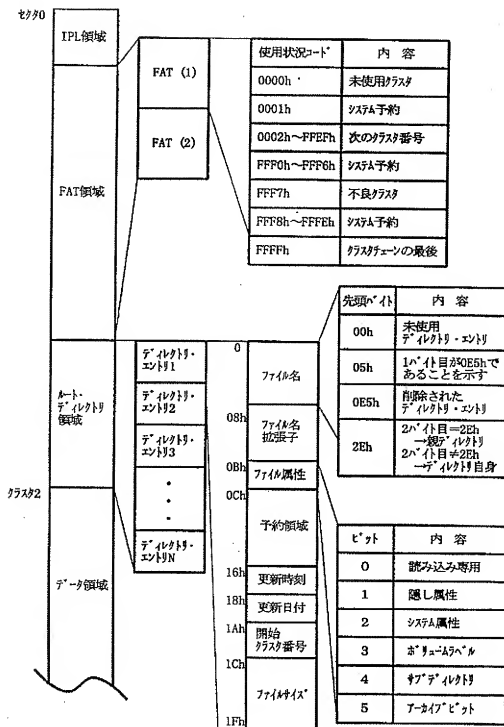 セクタ0
IPL領域
FAT領域
ルート・
ディレクトリ
領域
クラスタ2
データ領域
FAT (1)
FAT (2)
使用状況コード
内 容
0000h
未使用クラスタ
0001h
システム予約
0002h〜FFEFh
次のクラスタ番号
FFF0h〜FFF6h
システム予約
FFF7h
不良クラスタ
FFF8h〜FFFEh
システム予約
FFFFh
クラスタチェーンの最後
ディレクトリ・
エントリ1
ディレクトリ・
エントリ2
ディレクトリ・
エントリ3
・
・
・
ディレクトリ・
エントリN
0
ファイル名
08h
ファイル名
拡張子
0Bh
ファイル属性
0Ch
予約領域
16h
更新時刻
18h
更新日付
1Ah
開始
クラスタ番号
1Ch
ファイルサイズ
1Fh
先頭バイト
内 容
00h
未使用
ディレクトリ・エントリ
05h
1バイト目が0E5hで
あることを示す
0E5h
削除された
ディレクトリ・エントリ
2Eh
2バイト目=2Eh
→親ディレクトリ
2バイト目≠2Eh
→ディレクトリ自身
ビット
内 容
0
読み込み専用
1
隠し属性
2
システム属性
3
ボリュームラベル
4
サブディレクトリ
5
アーカイブビット